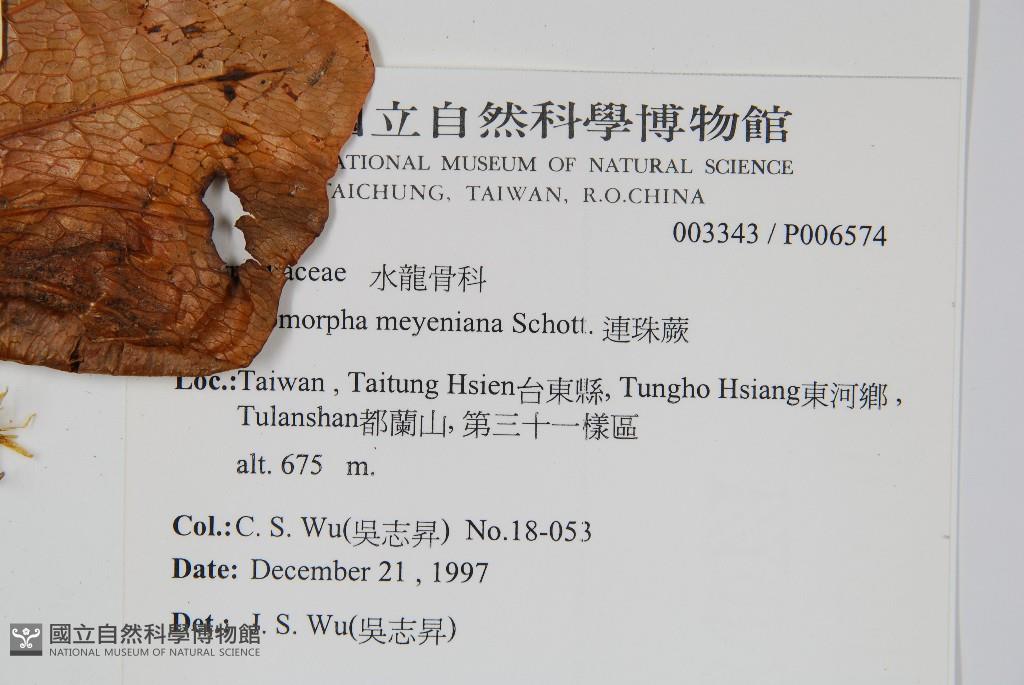 立自然科學博物館
ATIONAL MUSEUM OF NATURAL SCIENCE
AICHUNG, TAIWAN, R.O.CHINA
003343 / P006574
aceae 水龍骨科
omorpha meyeniana Schott. 連珠蕨
Loc.:Taiwan , Taitung Hsien台東縣, Tungho Hsiang東河鄉 ,
Tulanshan都蘭山, 第三十一樣區
alt. 675 m.
Col.: C. S. Wu(吳志昇) No.18-053
Date: December 21 , 1997
Det.: J. S. Wu(吳志昇)
國立自然科學博物館
NATIONAL MUSEUM OF NATURAL SCIENCE